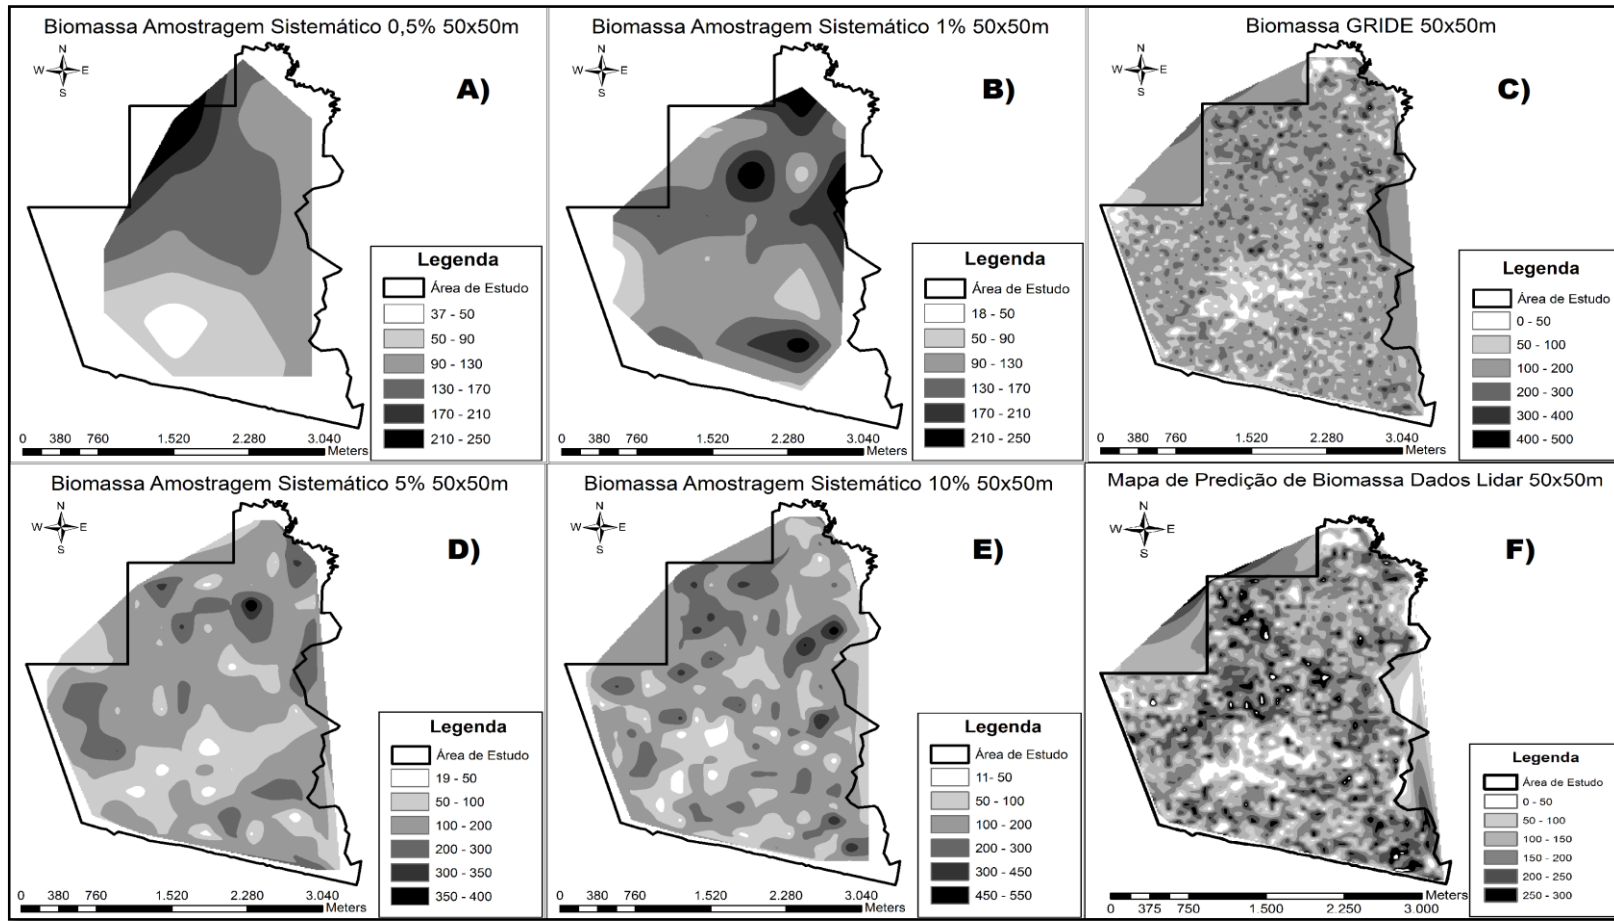 Biomassa Amostragem Sistemático 0,5% 50x50m
N
W E
S
A)
Legenda
Área de Estudo
37 - 50
50 - 90
90 - 130
130 - 170
170 - 210
210 - 250
0 380 760 1.520 2.280 3.040
Meters
Biomassa Amostragem Sistemático 1% 50x50m
N
W E
S
B)
Legenda
Área de Estudo
18 - 50
50 - 90
90 - 130
130 - 170
170 - 210
210 - 250
0 380 760 1.520 2.280 3.040
Meters
Biomassa GRIDE 50x50m
N
W E
S
C)
Legenda
Área de Estudo
0 - 50
50 - 100
100 - 200
200 - 300
300 - 400
400 - 500
0 380 760 1.520 2.280 3.040
Meters
Biomassa Amostragem Sistemático 5% 50x50m
N
W E
S
D)
Legenda
Área de Estudo
19 - 50
50 - 100
100 - 200
200 - 300
300 - 350
350 - 400
0 380 760 1.520 2.280 3.040
Meters
Biomassa Amostragem Sistemático 10% 50x50m
N
W E
S
E)
Legenda
Área de Estudo
11- 50
50 - 100
100 - 200
200 - 300
300 - 450
450 - 550
0 380 760 1.520 2.280 3.040
Meters
Mapa de Predição de Biomassa Dados Lidar 50x50m
N
W E
S
F)
Legenda
Área de Estudo
0 - 50
50 - 100
100 - 150
150 - 200
200 - 250
250 - 300
0 375 750 1.500 2.250 3.000
Meters